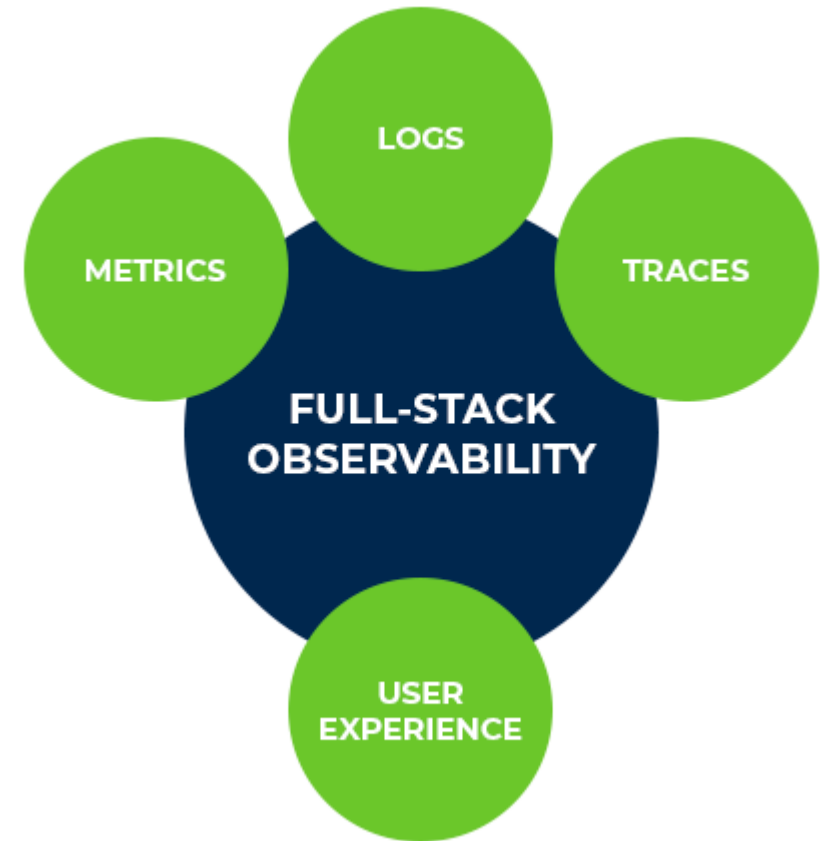 LOGS
METRICS
TRACES
FULL-STACK
OBSERVABILITY
USER
EXPERIENCE